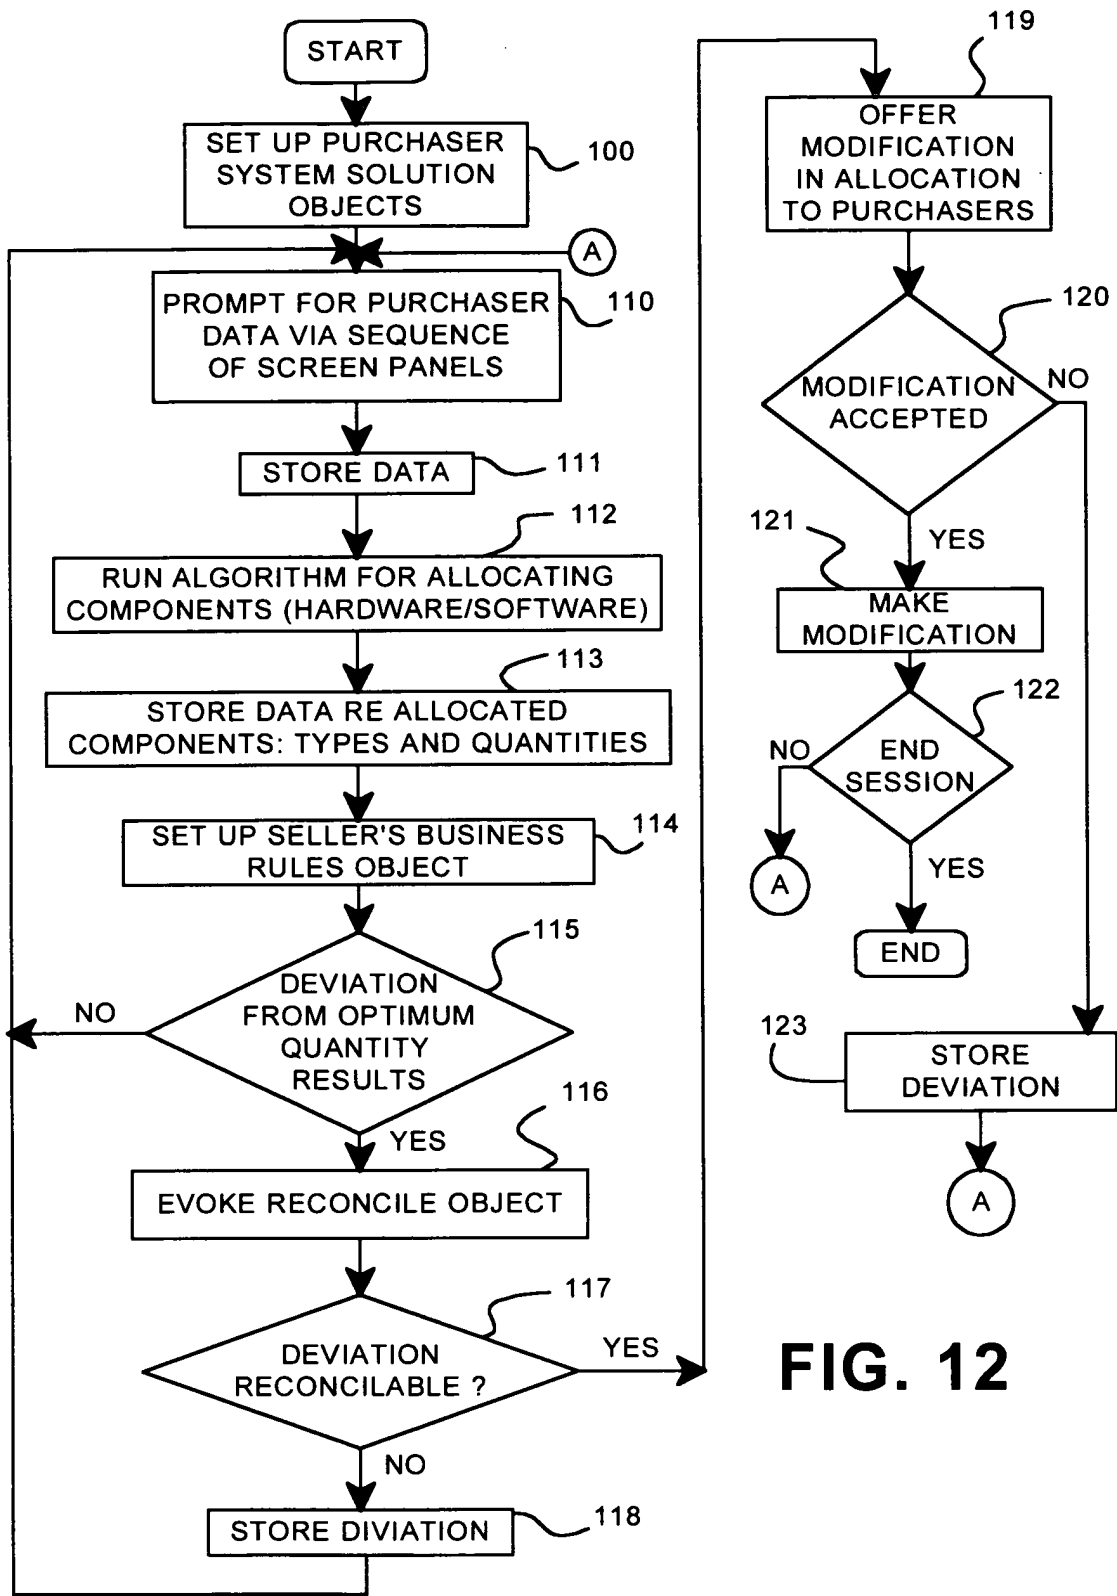 START
SET UP PURCHASER
SYSTEM SOLUTION
OBJECTS
100
A
PROMPT FOR PURCHASER
DATA VIA SEQUENCE
OF SCREEN PANELS
110
STORE DATA
111
112
RUN ALGORITHM FOR ALLOCATING
COMPONENTS (HARDWARE/SOFTWARE)
113
STORE DATA RE ALLOCATED
COMPONENTS: TYPES AND QUANTITIES
SET UP SELLER'S BUSINESS
RULES OBJECT
114
115
DEVIATION
FROM OPTIMUM
QUANTITY
RESULTS
NO
YES
116
EVOKE RECONCILE OBJECT
117
DEVIATION
RECONCILABLE ?
YES
NO
STORE DIVIATION
118
119
OFFER
MODIFICATION
IN ALLOCATION
TO PURCHASERS
120
MODIFICATION
ACCEPTED
NO
YES
121
MAKE
MODIFICATION
122
END
SESSION
NO
A
YES
END
123
STORE
DEVIATION
A
FIG. 12